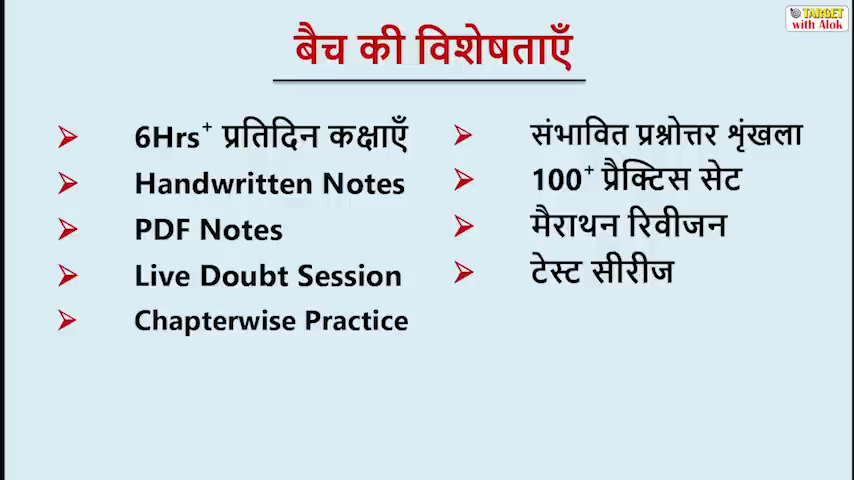 TARGET
with Alok
बैच की विशेषताएँ
6Hrs⁺ प्रतिदिन कक्षाएँ
Handwritten Notes
PDF Notes
Live Doubt Session
Chapterwise Practice
संभावित प्रश्नोत्तर शृंखला
100⁺ प्रैक्टिस सेट
मैराथन रिवीजन
टेस्ट सीरीज